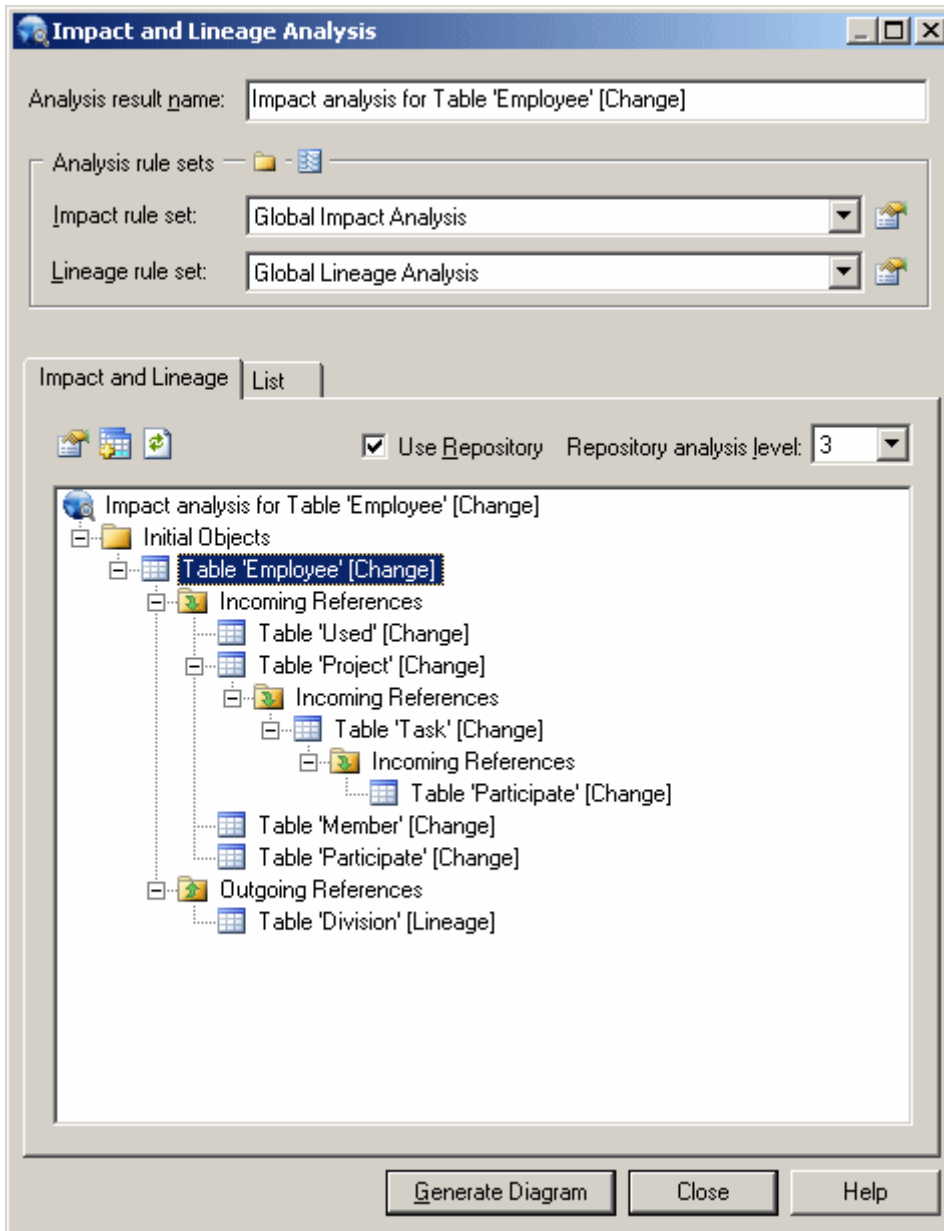 Impact and Lineage Analysis
Analysis result name: Impact analysis for Table 'Employee' [Change]
Analysis rule sets
Impact rule set: Global Impact Analysis
Lineage rule set: Global Lineage Analysis
Impact and Lineage List
Use Repository Repository analysis level: 3
Impact analysis for Table 'Employee' [Change]
Initial Objects
Table 'Employee' [Change]
Incoming References
Table 'Used' [Change]
Table 'Project' [Change]
Incoming References
Table 'Task' [Change]
Incoming References
Table 'Participate' [Change]
Table 'Member' [Change]
Table 'Participate' [Change]
Outgoing References
Table 'Division' [Lineage]
Generate Diagram Close Help